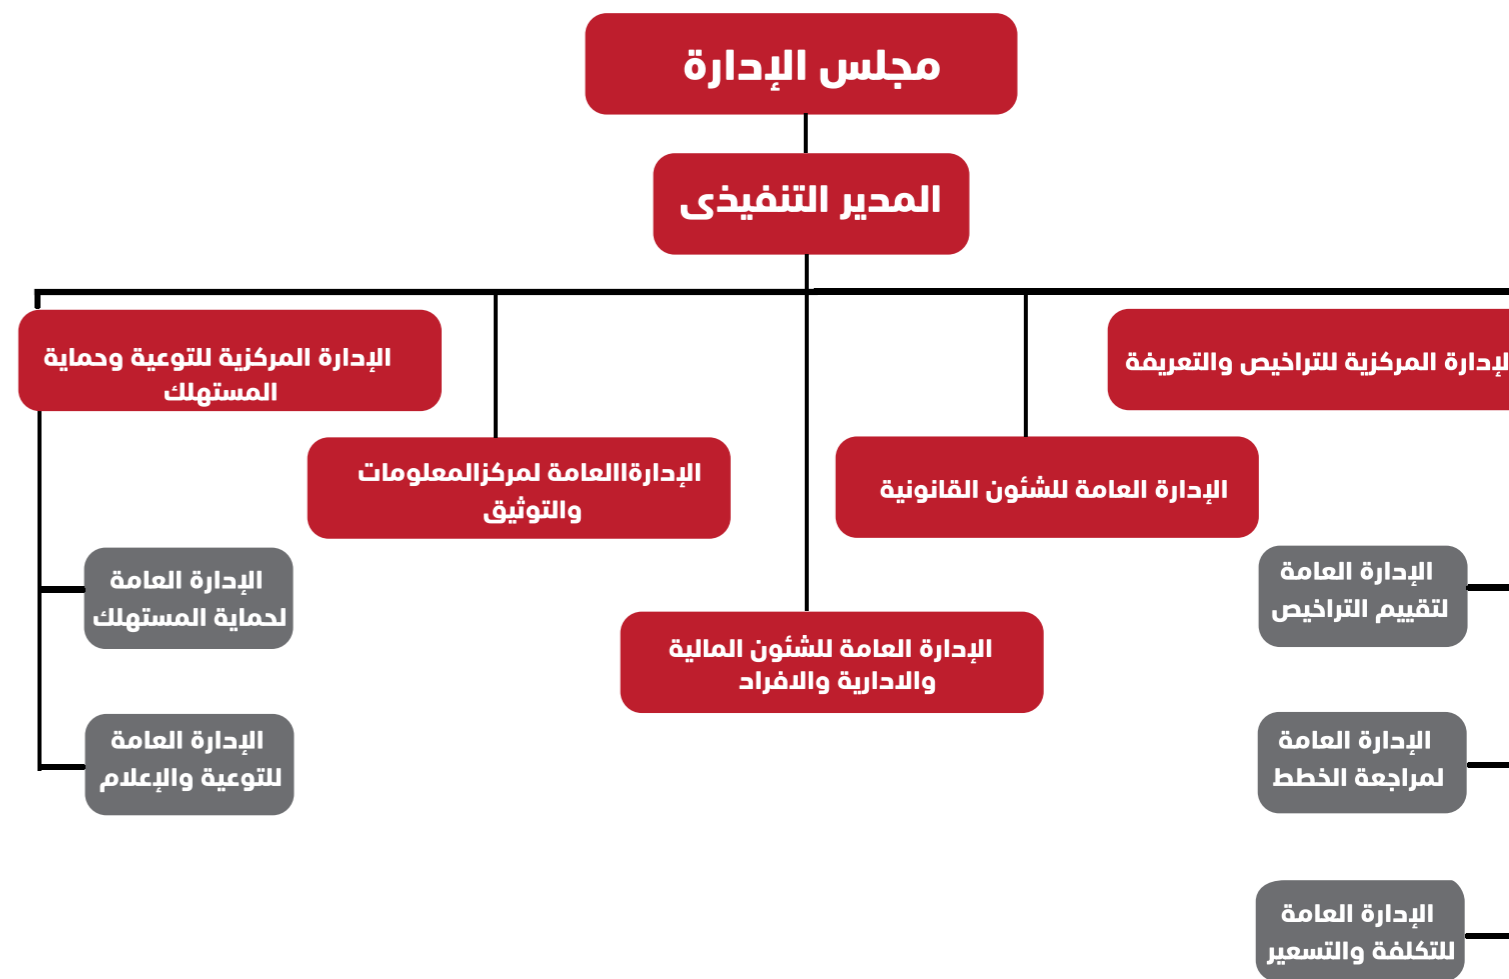 مجلس الإدارة
المدير التنفيذى
لإدارة المركزية للتراخيص والتعريفة
الإدارة المركزية للتوعية وحماية
المستهلك
الإدارة العامة للشئون القانونية
الإدارةاالعامة لمركزالمعلومات
والتوثيق
الإدارة العامة للشئون المالية
والادارية والافراد
الإدارة العامة
لتقييم التراخيص
الإدارة العامة
لمراجعة الخطط
الإدارة العامة
للتكلفة والتسعير
الإدارة العامة
لحماية المستهلك
الإدارة العامة
للتوعية والإعلام